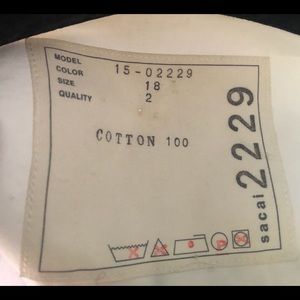 MODEL
COLOR 15-02229
SIZE 18
QUALITY 2
COTTON 100
sacai 2229
P